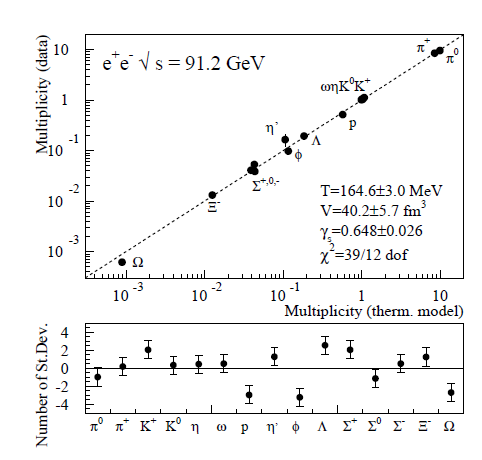 Multiplicity (data)
10
1
10 -1
10 -2
10 -3
e+e- √ s = 91.2 GeV
π+
π0
ωηK0K+
p
η’
Λ
ϕ
Σ+,0,-
Ξ-
Ω
T=164.6±3.0 MeV
V=40.2±5.7 fm3
γs=0.648±0.026
χ2=39/12 dof
10 -3
10 -2
10 -1
1
10
Multiplicity (therm. model)
Number of St.Dev.
4
2
0
-2
-4
π0 π+ K+ K0 η ω p η’ ϕ Λ Σ+ Σ0 Σ- Ξ- Ω